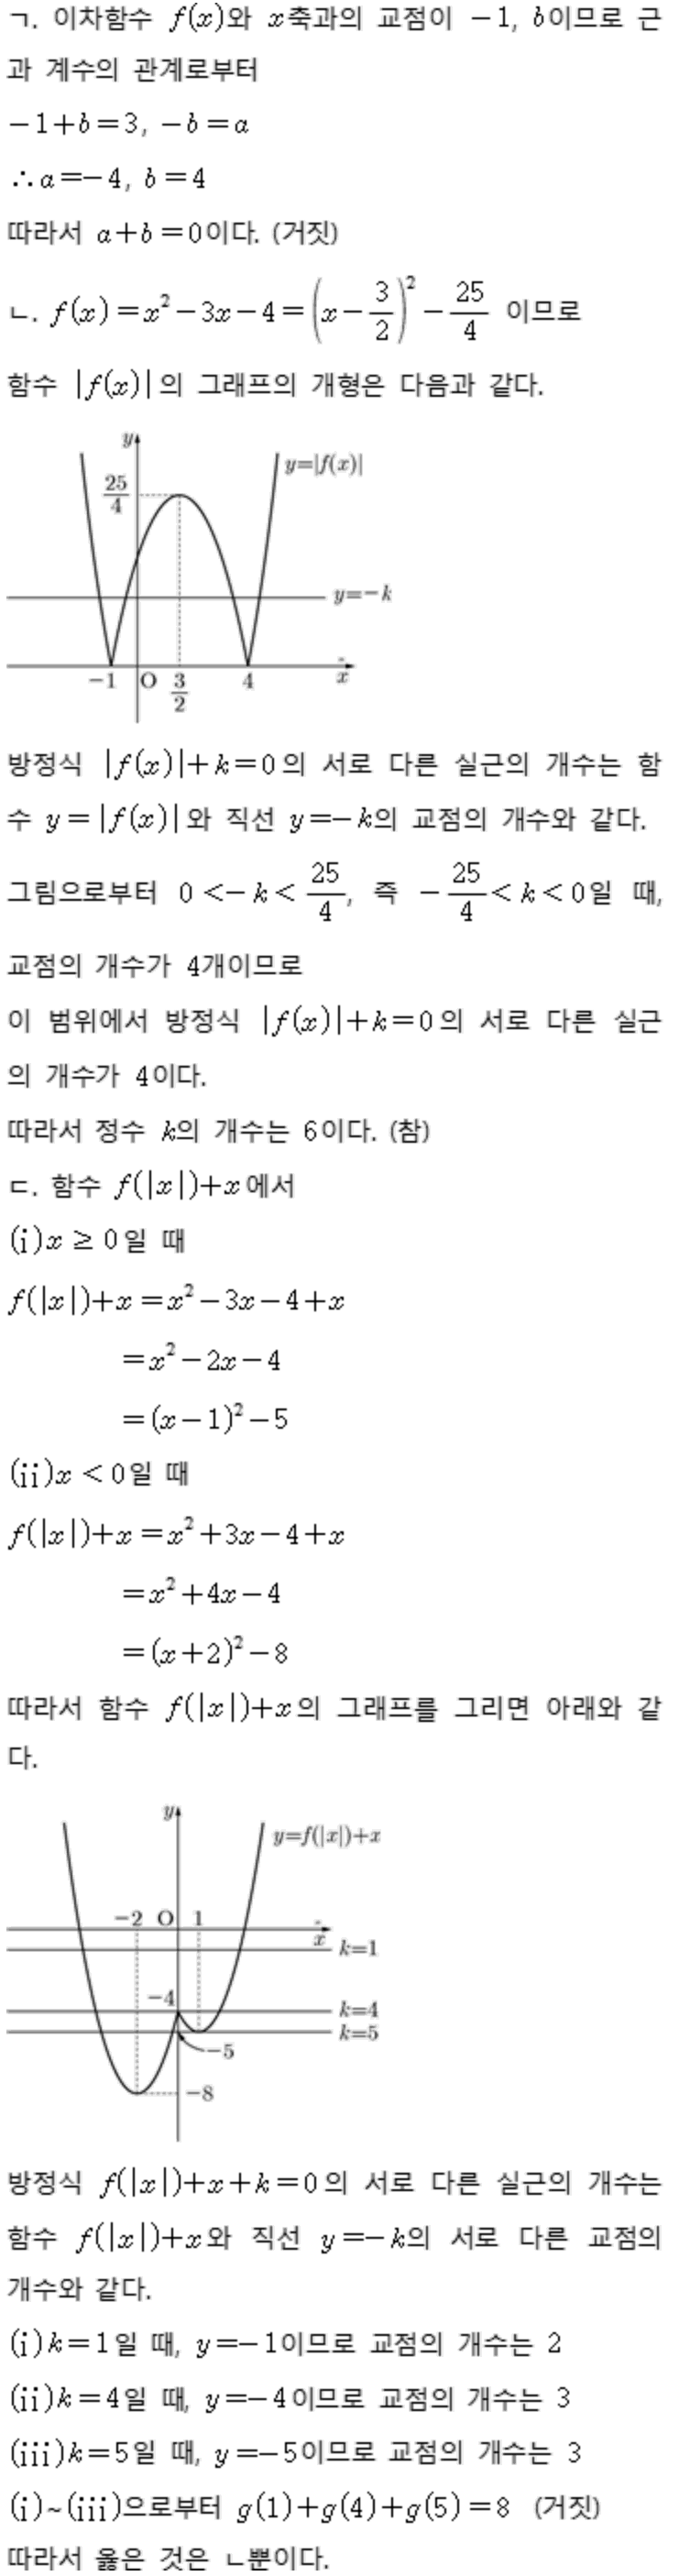 ㄱ. 이차함수 f(x)와 x축과의 교점이 −1, b이므로 근
과 계수의 관계로부터
−1+b=3, −b=a
∴a=−4, b=4
따라서 a+b=0이다. (거짓)
ㄴ. f(x)=x²−3x−4=(x−3/2)²−25/4 이므로
함수 |f(x)|의 그래프의 개형은 다음과 같다.
y
y=|f(x)|
25/4
y=−k
−1 O 3/2 4 x
방정식 |f(x)|+k=0의 서로 다른 실근의 개수는 함
수 y=|f(x)|와 직선 y=−k의 교점의 개수와 같다.
그림으로부터 0<−k<25/4, 즉 −25/4<k<0일 때,
교점의 개수가 4개이므로
이 범위에서 방정식 |f(x)|+k=0의 서로 다른 실근
의 개수가 4이다.
따라서 정수 k의 개수는 6이다. (참)
ㄷ. 함수 f(|x|)+x에서
(i)x≥0일 때
f(|x|)+x=x²−3x−4+x
=x²−2x−4
=(x−1)²−5
(ii)x<0일 때
f(|x|)+x=x²+3x−4+x
=x²+4x−4
=(x+2)²−8
따라서 함수 f(|x|)+x의 그래프를 그리면 아래와 같
다.
y
y=f(|x|)+x
−2 O 1
x
k=1
−4
k=4
k=5
−5
−8
방정식 f(|x|)+x+k=0의 서로 다른 실근의 개수는
함수 f(|x|)+x와 직선 y=−k의 서로 다른 교점의
개수와 같다.
(i)k=1일 때, y=−1이므로 교점의 개수는 2
(ii)k=4일 때, y=−4이므로 교점의 개수는 3
(iii)k=5일 때, y=−5이므로 교점의 개수는 3
(i)~(iii)으로부터 g(1)+g(4)+g(5)=8 (거짓)
따라서 옳은 것은 ㄴ뿐이다.